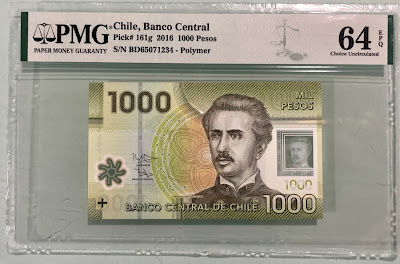 PMG
PAPER MONEY GUARANTY
Chile, Banco Central
Pick# 161g 2016 1000 Pesos
S/N BD65071234 - Polymer
64 EPQ
Choice Uncirculated
1000
MIL
PESOS
1000
BANCO CENTRAL DE CHILE
1000